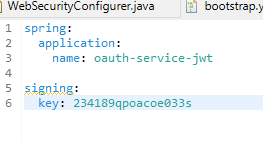 WebSecurityConfigurer.java
bootstrap.y
1 spring:
2 application:
3 name: oauth-service-jwt
4
5 signing:
6 key: 234189qpoacoe033s